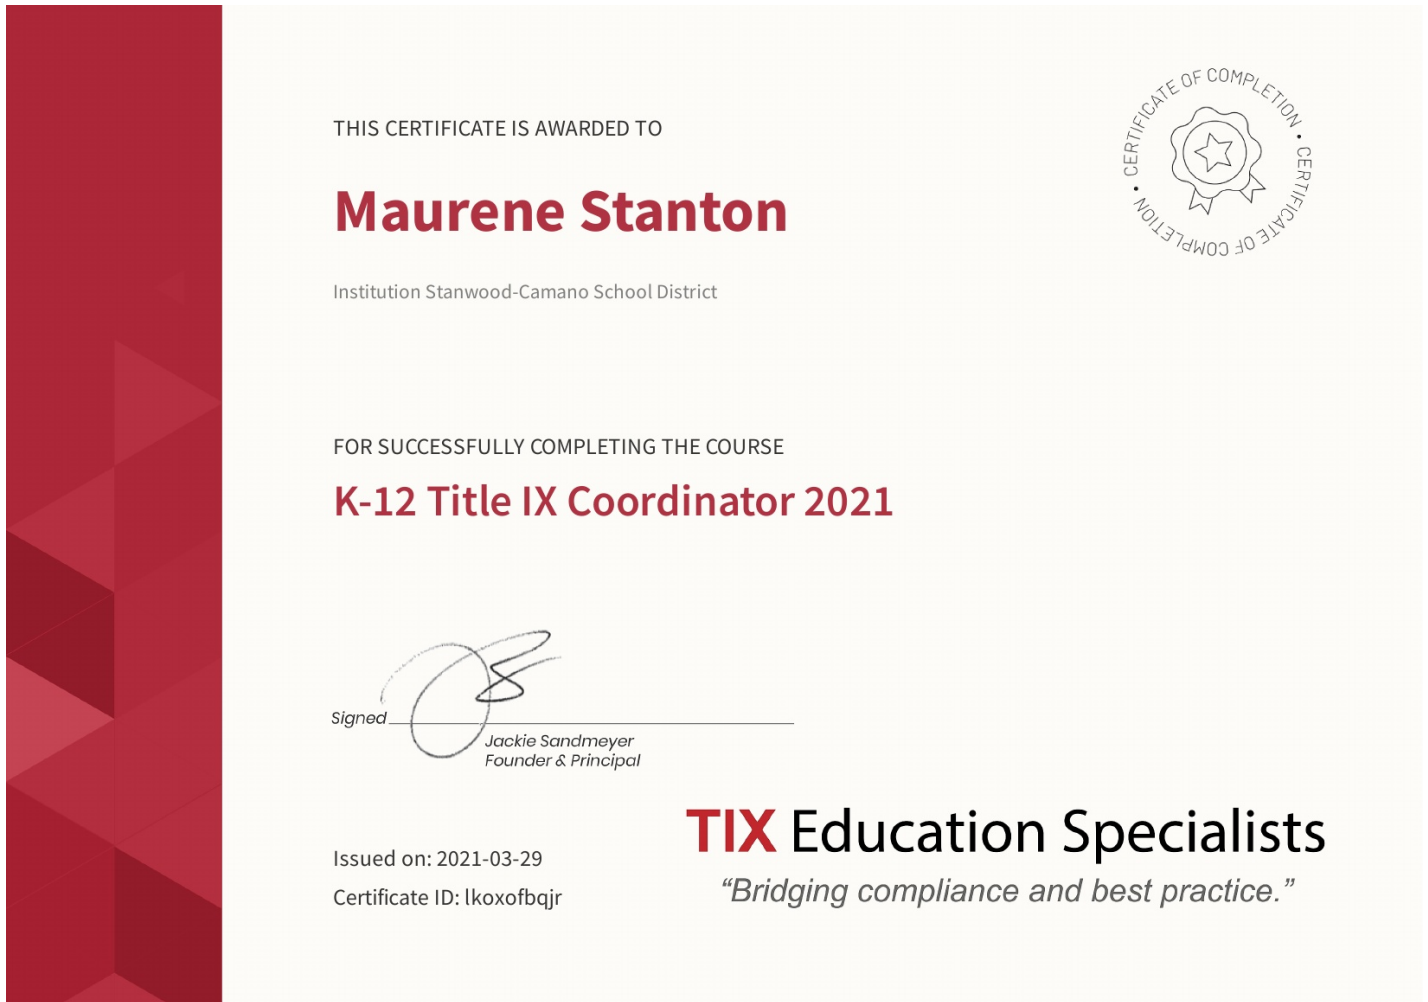 THIS CERTIFICATE IS AWARDED TO
Maurene Stanton
Institution Stanwood-Camano School District
CERTIFICATE OF COMPLETION • CERTIFICATE OF COMPLETION •
FOR SUCCESSFULLY COMPLETING THE COURSE
K-12 Title IX Coordinator 2021
Signed
Jackie Sandmeyer
Founder & Principal
TIX Education Specialists
“Bridging compliance and best practice.”
Issued on: 2021-03-29
Certificate ID: lkoxofbqjr